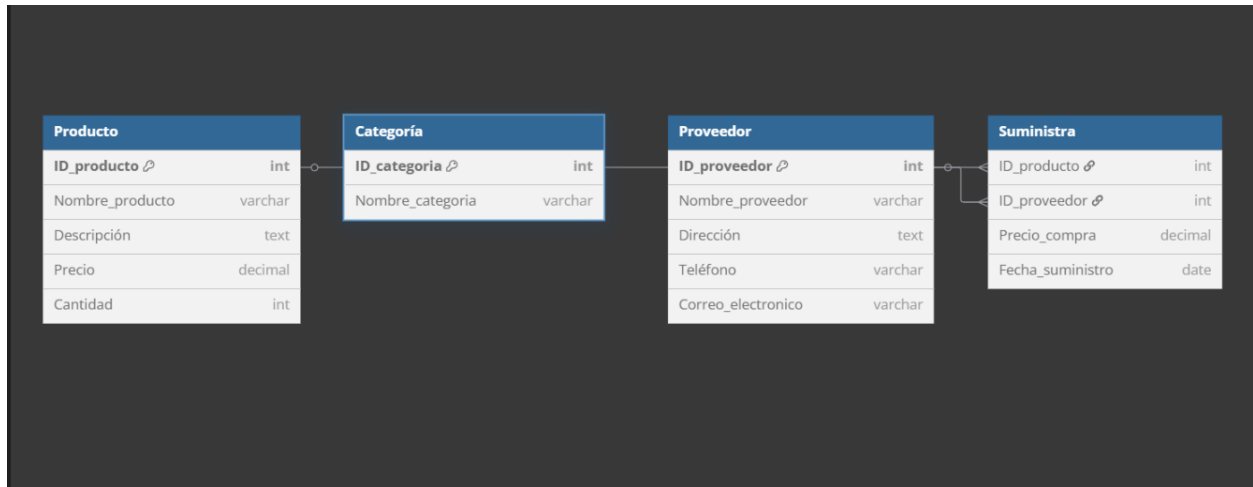 Producto
ID_producto int
Nombre_producto varchar
Descripción text
Precio decimal
Cantidad int
Categoría
ID_categoria int
Nombre_categoria varchar
Proveedor
ID_proveedor int
Nombre_proveedor varchar
Dirección text
Teléfono varchar
Correo_electronico varchar
Suministra
ID_producto int
ID_proveedor int
Precio_compra decimal
Fecha_suministro date